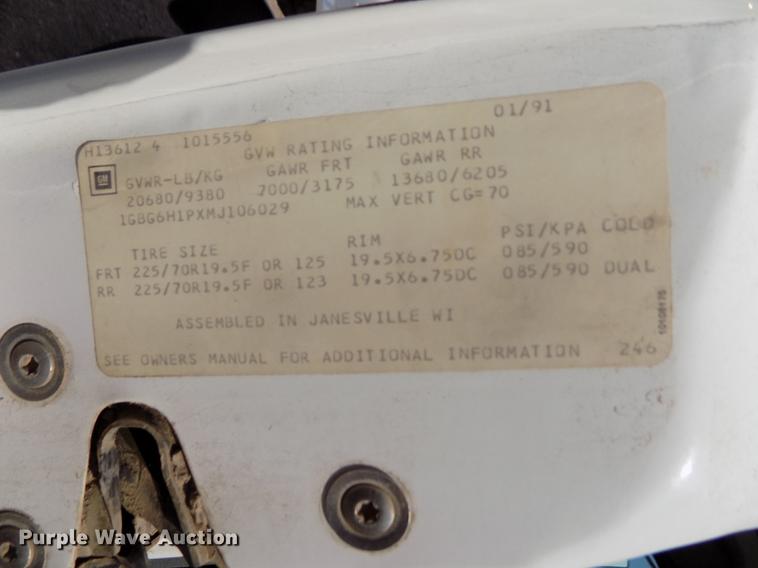 H13612 4 1015556 01/91
GVW RATING INFORMATION
GM GVWR-LB/KG GAWR FRT GAWR RR
20680/9380 7000/3175 13680/6205
1GBG6H1PXMJ106029 MAX VERT CG=70
TIRE SIZE RIM PSI/KPA COLD
FRT 225/70R19.5F OR 125 19.5X6.75DC 085/590
RR 225/70R19.5F OR 123 19.5X6.75DC 085/590 DUAL
ASSEMBLED IN JANESVILLE WI
SEE OWNERS MANUAL FOR ADDITIONAL INFORMATION 246
10108175
Purple Wave Auction